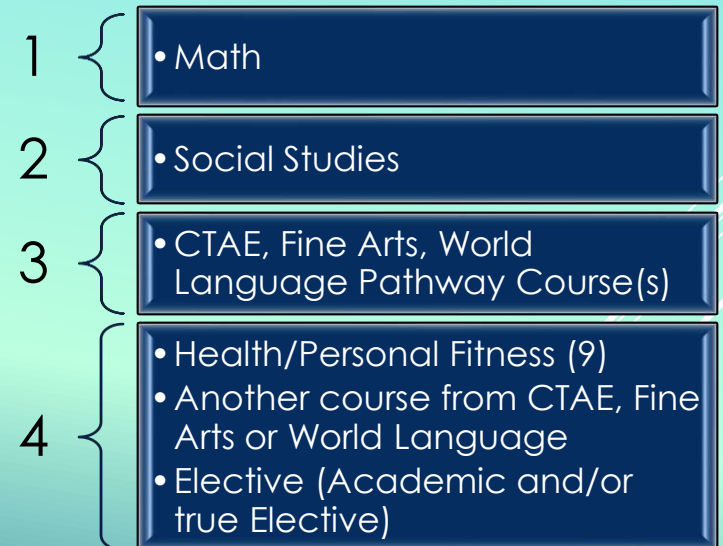 1
• Math
2
• Social Studies
3
• CTAE, Fine Arts, World
Language Pathway Course(s)
4
• Health/Personal Fitness (9)
• Another course from CTAE, Fine
Arts or World Language
• Elective (Academic and/or
true Elective)